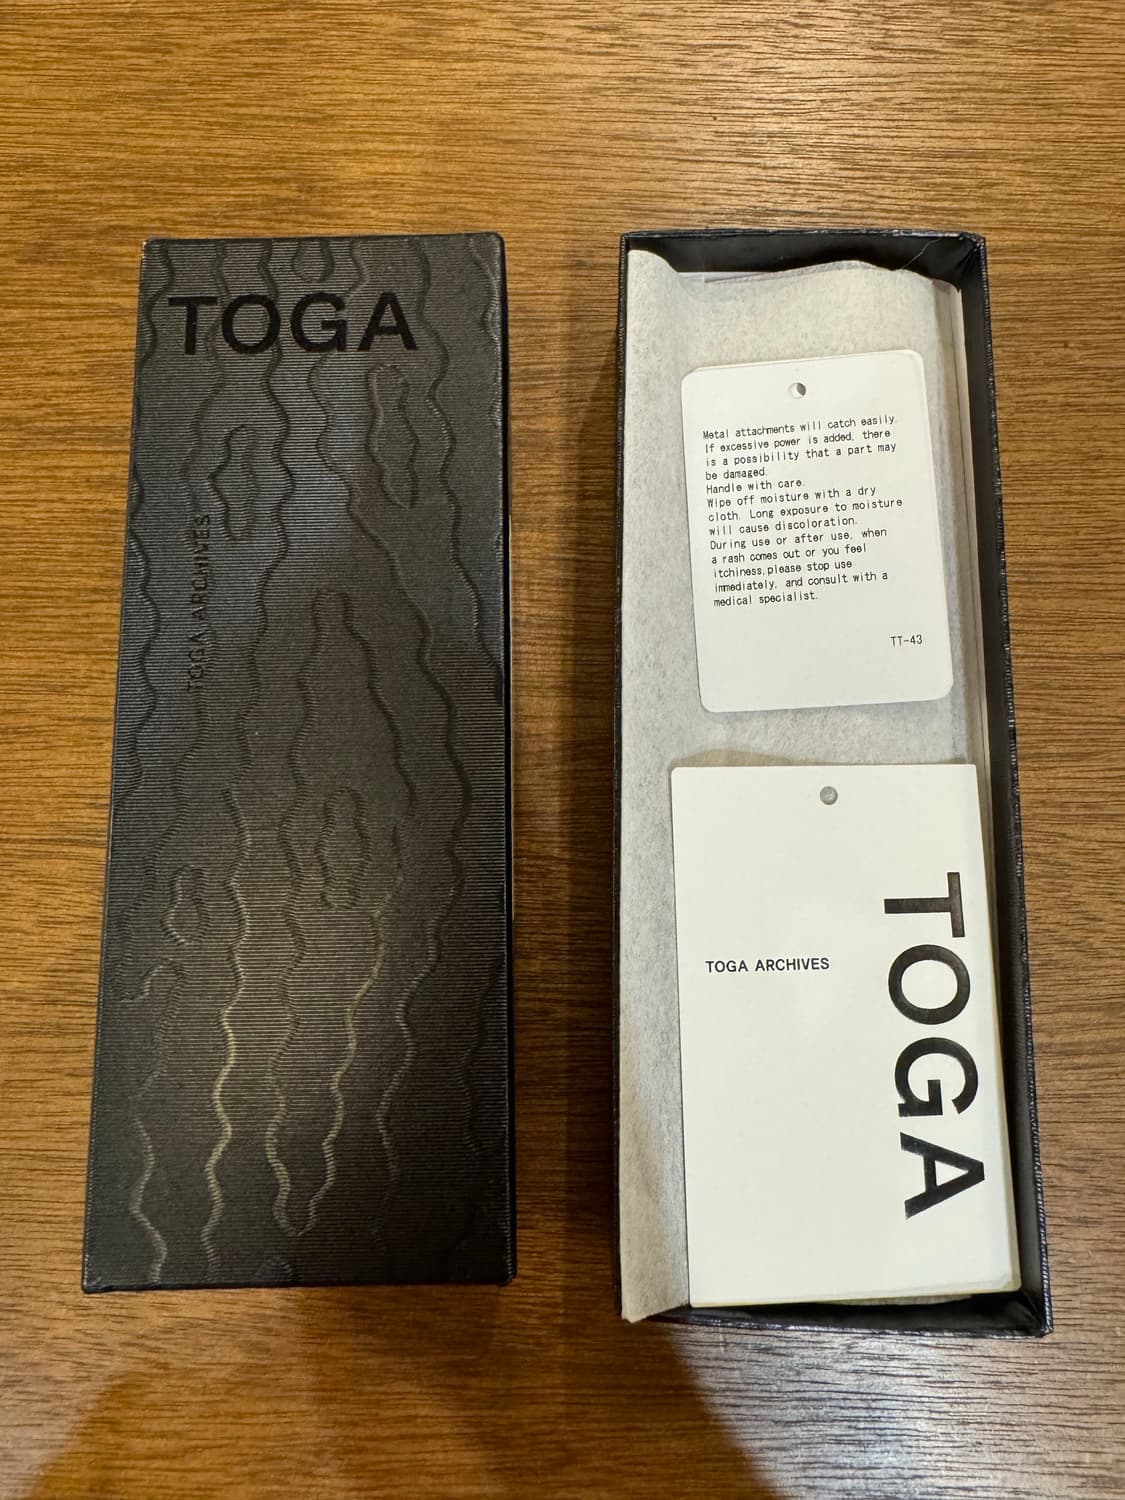 TOGA
TOGA ARCHIVES
Metal attachments will catch easily.
If excessive power is added, there
is a possibility that a part may
be damaged.
Handle with care.
Wipe off moisture with a dry
cloth. Long exposure to moisture
will cause discoloration.
During use or after use, when
a rash comes out or you feel
itchiness,please stop use
immediately, and consult with a
medical specialist.
TT-43
TOGA ARCHIVES
TOGA